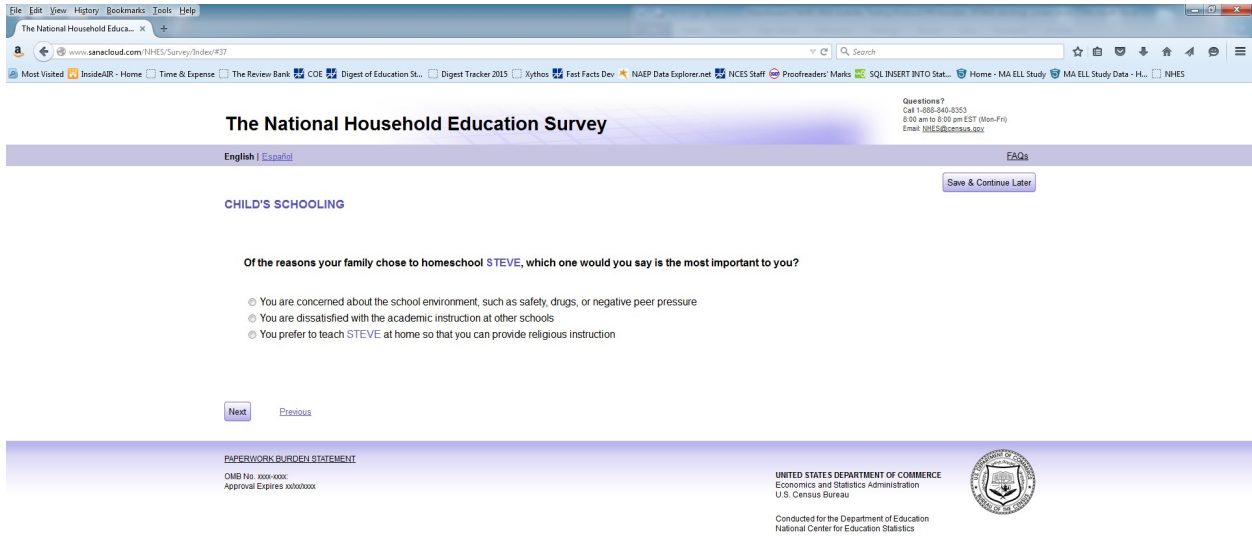 File Edit View History Bookmarks Tools Help
The National Household Educa... × +
www.sanacloud.com/NHES/Survey/Index/#37 Search
Most Visited InsideAIR - Home Time & Expense The Review Bank COE Digest of Education St... Digest Tracker 2015 Xythos Fast Facts Dev NAEP Data Explorer.net NCES Staff Proofreaders' Marks SQL INSERT INTO Stat... Home - MA ELL Study MA ELL Study Data - H... NHES
The National Household Education Survey
Questions?
Call 1-888-840-8353
8:00 am to 8:00 pm EST (Mon-Fri)
Email: NHES@census.gov
English | Español FAQs
Save & Continue Later
CHILD'S SCHOOLING
Of the reasons your family chose to homeschool STEVE, which one would you say is the most important to you?
You are concerned about the school environment, such as safety, drugs, or negative peer pressure
You are dissatisfied with the academic instruction at other schools
You prefer to teach STEVE at home so that you can provide religious instruction
Next Previous
PAPERWORK BURDEN STATEMENT
OMB No. xxxx-xxxx:
Approval Expires xx/xx/xxxx
UNITED STATES DEPARTMENT OF COMMERCE
Economics and Statistics Administration
U.S. Census Bureau
Conducted for the Department of Education
National Center for Education Statistics
U.S. DEPARTMENT OF COMMERCE
BUREAU OF THE CENSUS